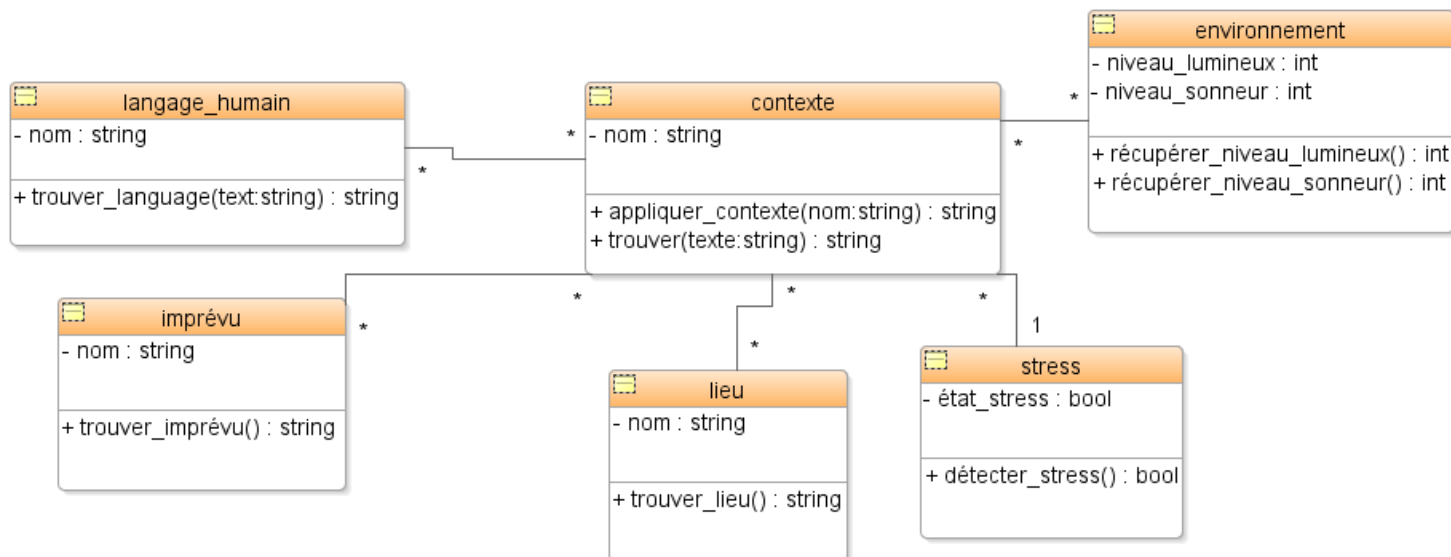 environnement
- niveau_lumineux : int
- niveau_sonneur : int
+ récupérer_niveau_lumineux() : int
+ récupérer_niveau_sonneur() : int
langage_humain
- nom : string
+ trouver_language(text:string) : string
*
*
contexte
- nom : string
+ appliquer_contexte(nom:string) : string
+ trouver(texte:string) : string
*
*
*
*
imprévu
- nom : string
+ trouver_imprévu() : string
*
*
lieu
- nom : string
+ trouver_lieu() : string
*
1
stress
- état_stress : bool
+ détecter_stress() : bool